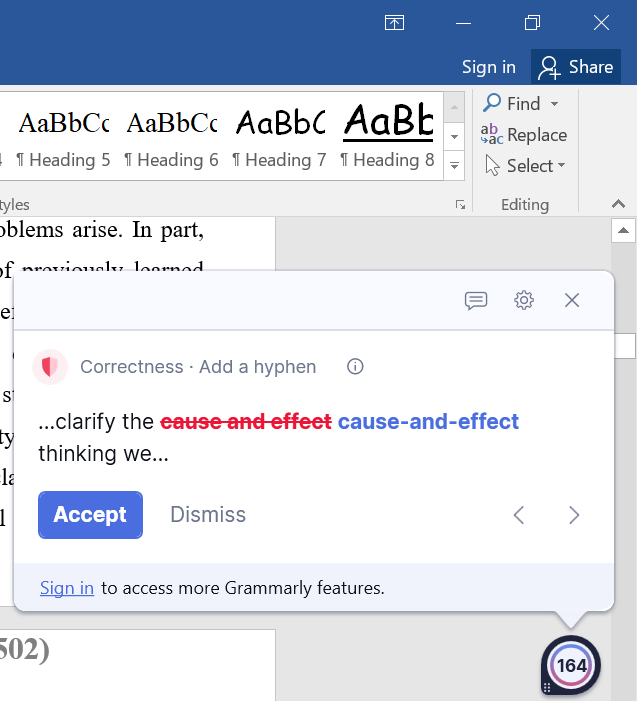 Sign in Share
AaBbCc AaBbCc AaBbC AaBb
¶ Heading 5 ¶ Heading 6 ¶ Heading 7 ¶ Heading 8
Find
Replace
Select
Editing
arise. In part,
of previously learned
Correctness · Add a hyphen
...clarify the cause and effect cause-and-effect
thinking we...
Accept Dismiss
Sign in to access more Grammarly features.
502)
164